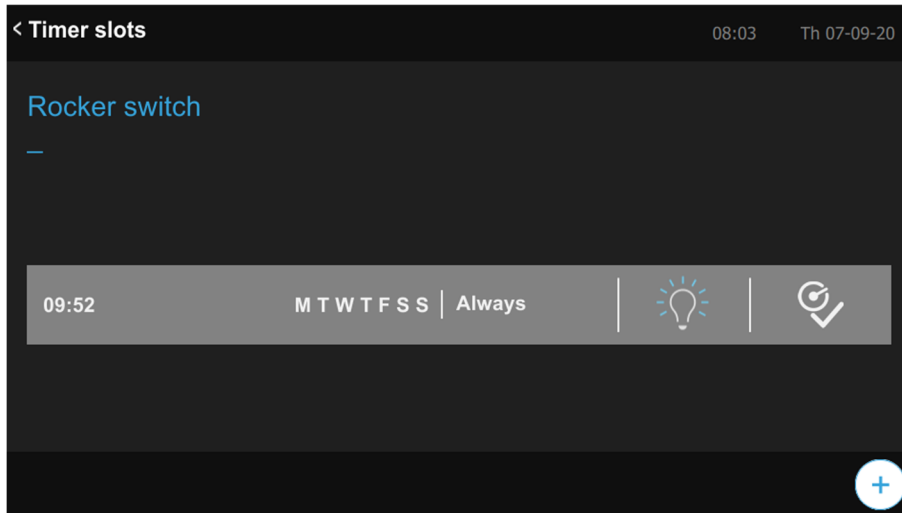 < Timer slots 08:03 Th 07-09-20
Rocker switch
09:52 M T W T F S S | Always
+